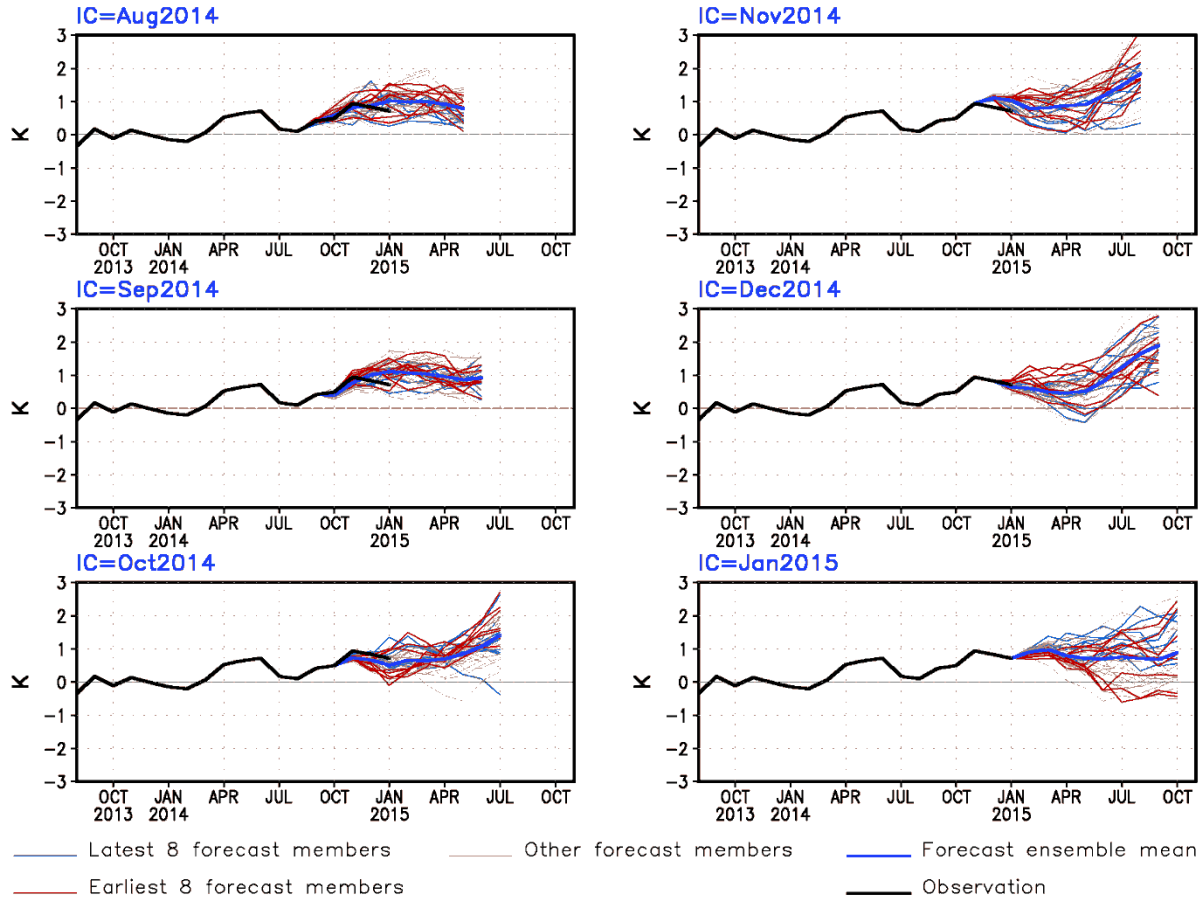 IC=Aug2014
3
2
1
0
-1
-2
-3
K
OCT JAN APR JUL OCT JAN APR JUL OCT
2013 2014 2015
IC=Nov2014
3
2
1
0
-1
-2
-3
K
OCT JAN APR JUL OCT JAN APR JUL OCT
2013 2014 2015
IC=Sep2014
3
2
1
0
-1
-2
-3
K
OCT JAN APR JUL OCT JAN APR JUL OCT
2013 2014 2015
IC=Dec2014
3
2
1
0
-1
-2
-3
K
OCT JAN APR JUL OCT JAN APR JUL OCT
2013 2014 2015
IC=Oct2014
3
2
1
0
-1
-2
-3
K
OCT JAN APR JUL OCT JAN APR JUL OCT
2013 2014 2015
IC=Jan2015
3
2
1
0
-1
-2
-3
K
OCT JAN APR JUL OCT JAN APR JUL OCT
2013 2014 2015
Latest 8 forecast members Other forecast members Forecast ensemble mean
Earliest 8 forecast members Observation